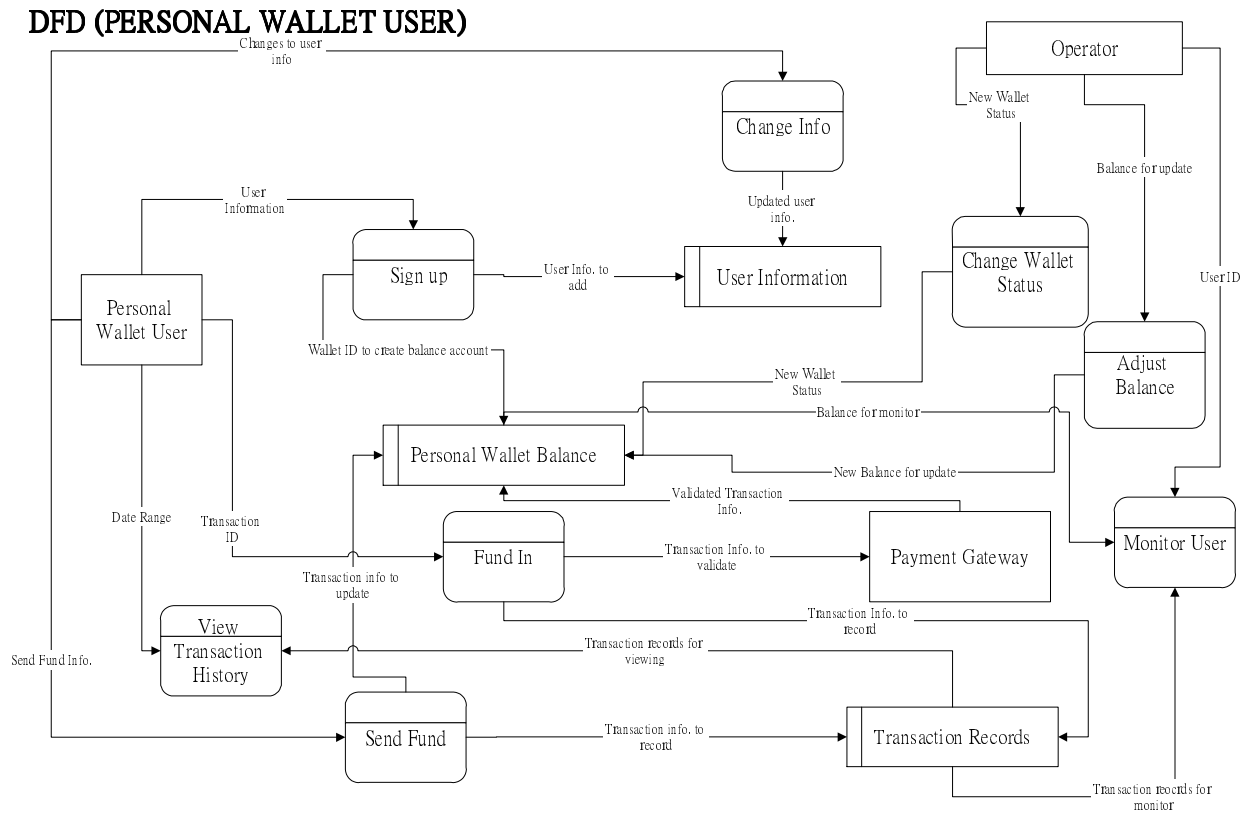 DFD (PERSONAL WALLET USER)
Changes to user
info
Operator
New Wallet
Status
Change Info
Balance for update
User
Information
Updated user
info.
Sign up
User Info. to
add
User Information
Change Wallet
Status
User ID
Personal
Wallet User
Wallet ID to create balance account
New Wallet
Status
Adjust
Balance
Balance for monitor
Personal Wallet Balance
New Balance for update
Validated Transaction
Info.
Date Range
Transaction
ID
Fund In
Transaction Info. to
validate
Payment Gateway
Monitor User
Transaction info to
update
Transaction Info. to
record
View
Transaction
History
Transaction records for
viewing
Send Fund Info.
Send Fund
Transaction info. to
record
Transaction Records
Transaction reocrds for
monitor